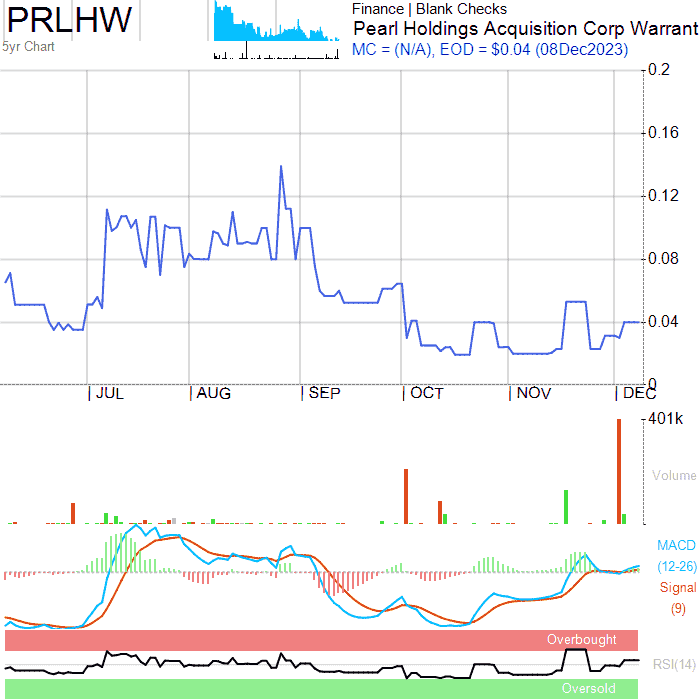 PRLHW
5yr Chart
Finance | Blank Checks
Pearl Holdings Acquisition Corp Warrant
MC = (N/A), EOD = $0.04 (08Dec2023)
0.2
0.16
0.12
0.08
0.04
0
JUL AUG SEP OCT NOV DEC
401k
Volume
MACD
(12-26)
Signal
(9)
Overbought
RSI(14)
Oversold